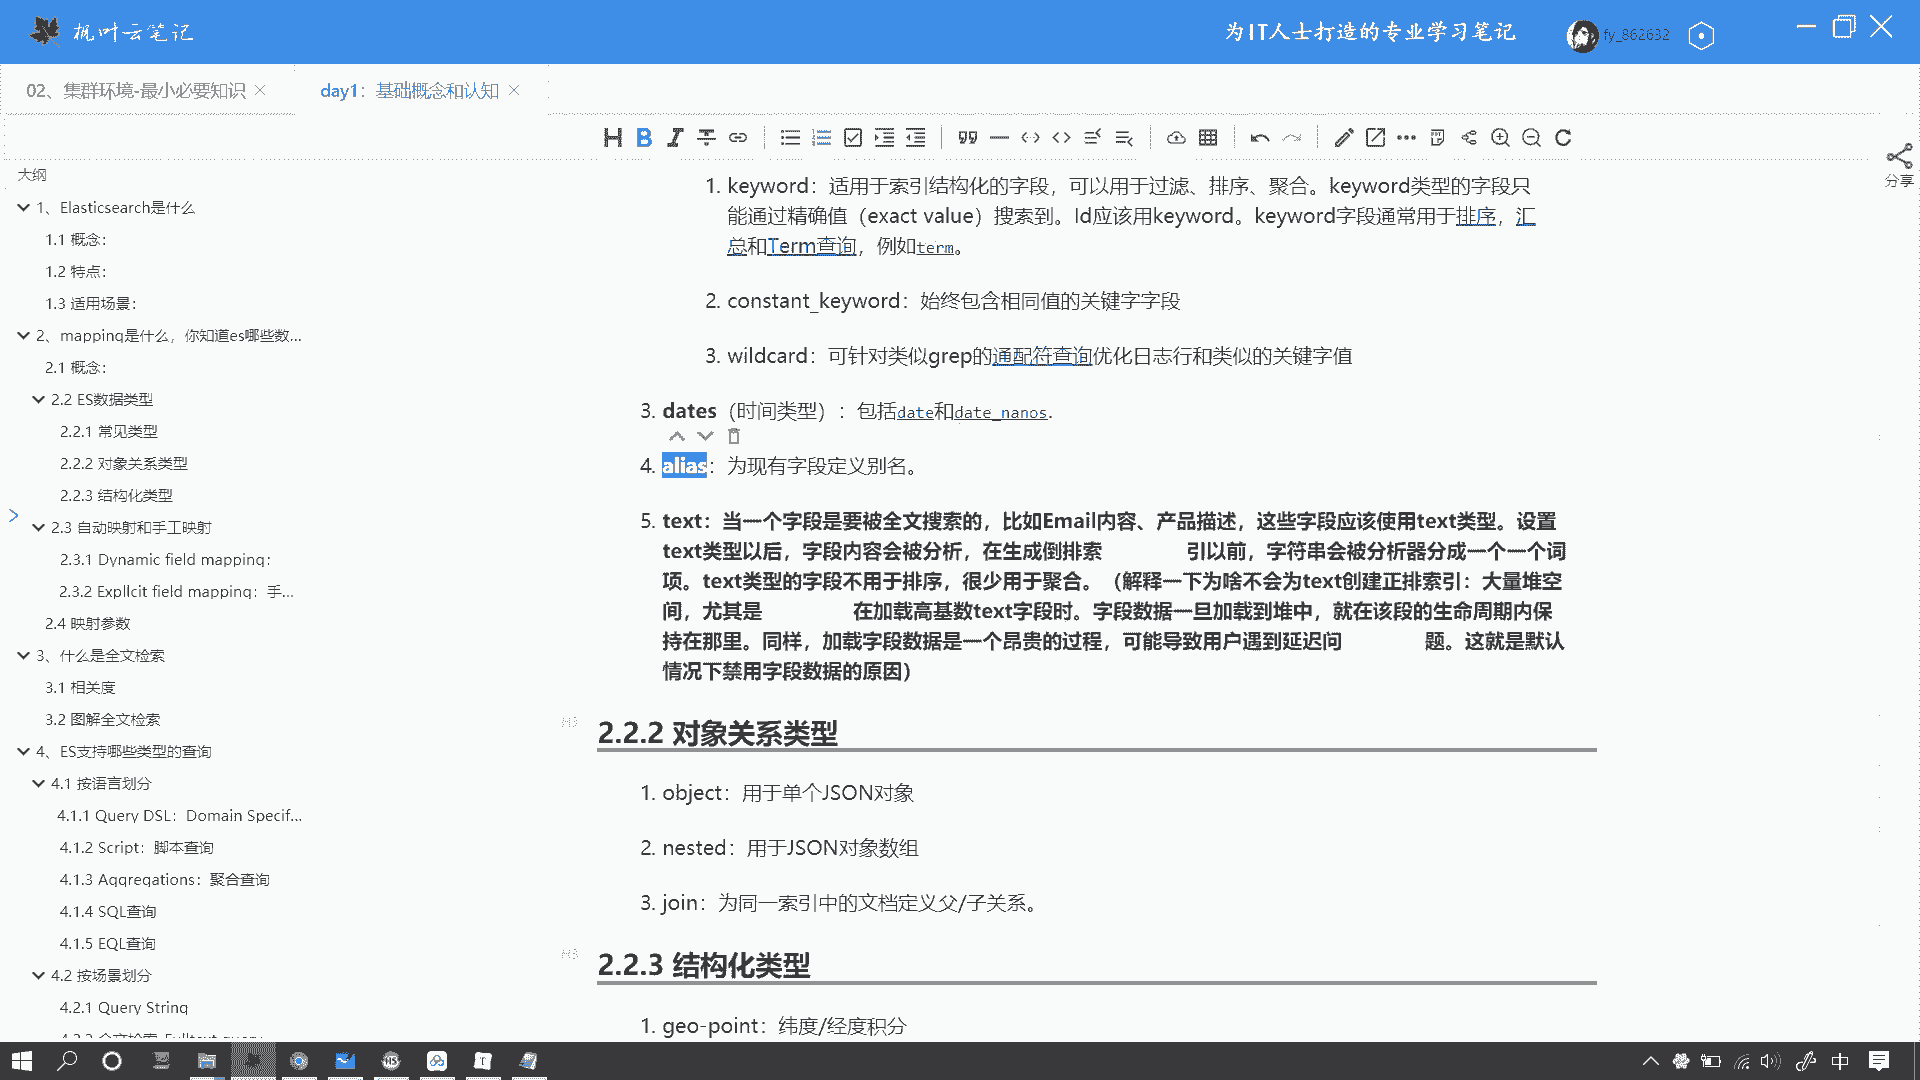 枫叶云笔记
为IT人士打造的专业学习笔记
fy_862632
02、集群环境-最小必要知识
day1：基础概念和认知
分享
大纲
1、Elasticsearch是什么
1.1 概念：
1.2 特点：
1.3 适用场景：
2、mapping是什么，你知道es哪些数...
2.1 概念：
2.2 ES数据类型
2.2.1 常见类型
2.2.2 对象关系类型
2.2.3 结构化类型
2.3 自动映射和手工映射
2.3.1 Dynamic field mapping：
2.3.2 Expllcit field mapping：手...
2.4 映射参数
3、什么是全文检索
3.1 相关度
3.2 图解全文检索
4、ES支持哪些类型的查询
4.1 按语言划分
4.1.1 Query DSL：Domain Specif...
4.1.2 Script：脚本查询
4.1.3 Aggregations：聚合查询
4.1.4 SQL查询
4.1.5 EQL查询
4.2 按场景划分
4.2.1 Query String
1. keyword：适用于索引结构化的字段，可以用于过滤、排序、聚合。keyword类型的字段只
能通过精确值（exact value）搜索到。Id应该用keyword。keyword字段通常用于排序，汇
总和Term查询，例如term。
2. constant_keyword：始终包含相同值的关键字字段
3. wildcard：可针对类似grep的通配符查询优化日志行和类似的关键字值
3. dates（时间类型）：包括date和date_nanos.
4. alias：为现有字段定义别名。
5. text：当一个字段是要被全文搜索的，比如Email内容、产品描述，这些字段应该使用text类型。设置
text类型以后，字段内容会被分析，在生成倒排索 引以前，字符串会被分析器分成一个一个词
项。text类型的字段不用于排序，很少用于聚合。（解释一下为啥不会为text创建正排索引：大量堆空
间，尤其是 在加载高基数text字段时。字段数据一旦加载到堆中，就在该段的生命周期内保
持在那里。同样，加载字段数据是一个昂贵的过程，可能导致用户遇到延迟问 题。这就是默认
情况下禁用字段数据的原因）
H3
2.2.2 对象关系类型
1. object：用于单个JSON对象
2. nested：用于JSON对象数组
3. join：为同一索引中的文档定义父/子关系。
H3
2.2.3 结构化类型
1. geo-point：纬度/经度积分
中